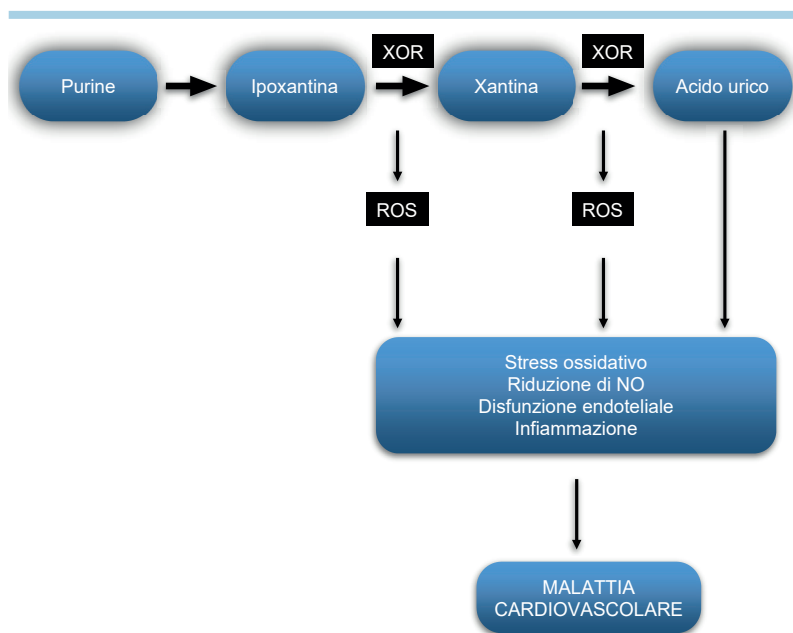 XOR
XOR
Purine
Ipoxantina
Xantina
Acido urico
ROS
ROS
Stress ossidativo
Riduzione di NO
Disfunzione endoteliale
Infiammazione
MALATTIA
CARDIOVASCOLARE